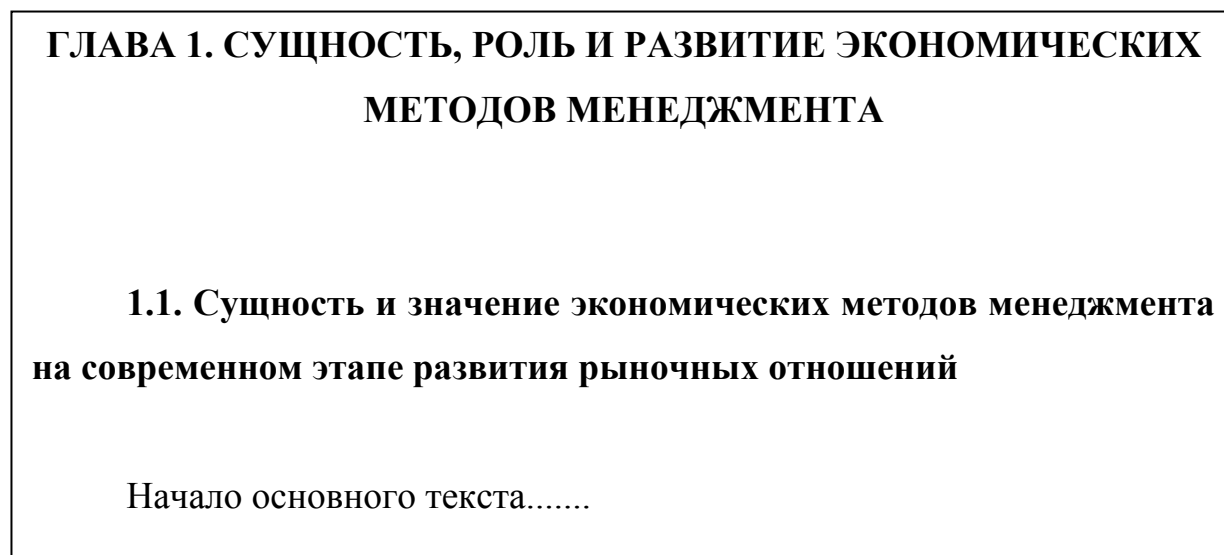 ГЛАВА 1. СУЩНОСТЬ, РОЛЬ И РАЗВИТИЕ ЭКОНОМИЧЕСКИХ
МЕТОДОВ МЕНЕДЖМЕНТА
1.1. Сущность и значение экономических методов менеджмента
на современном этапе развития рыночных отношений
Начало основного текста.......